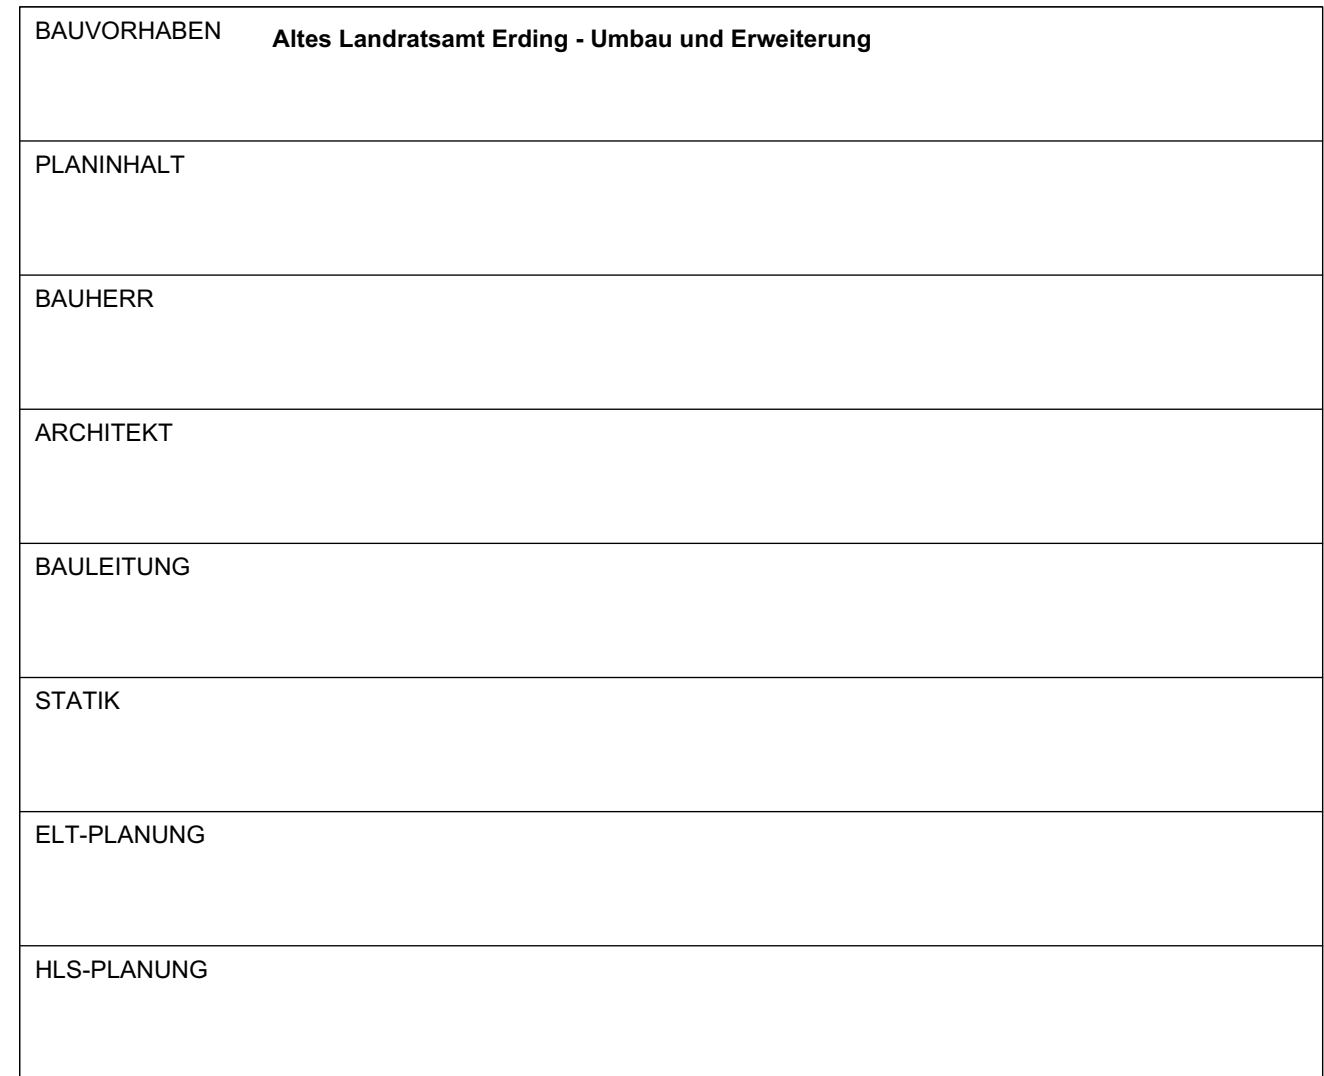 BAUVORHABEN Altes Landratsamt Erding - Umbau und Erweiterung
PLANINHALT
BAUHERR
ARCHITEKT
BAULEITUNG
STATIK
ELT-PLANUNG
HLS-PLANUNG